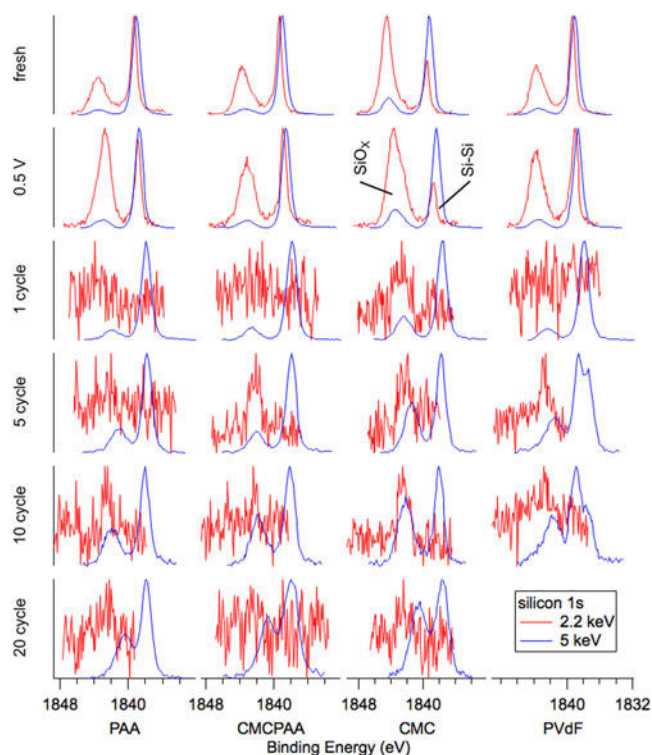 fresh
0.5 V
SiOX
Si-Si
1 cycle
5 cycle
10 cycle
20 cycle
silicon 1s
2.2 keV
5 keV
1848 1840 1848 1840 1848 1840 1840 1832
PAA CMCPAA CMC PVdF
Binding Energy (eV)